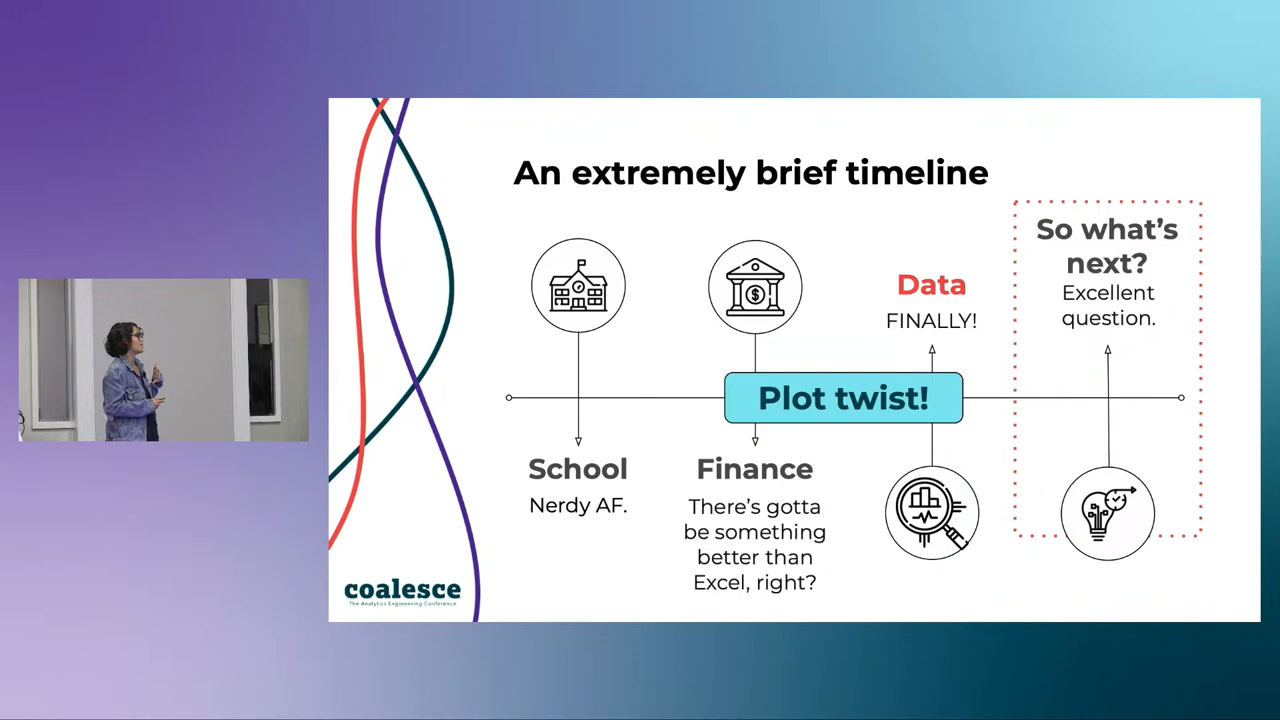 An extremely brief timeline
So what's
next?
Excellent
question.
Data
FINALLY!
Plot twist!
School
Nerdy AF.
Finance
There's gotta
be something
better than
Excel, right?
coalesce
The Analytics Engineering Conference